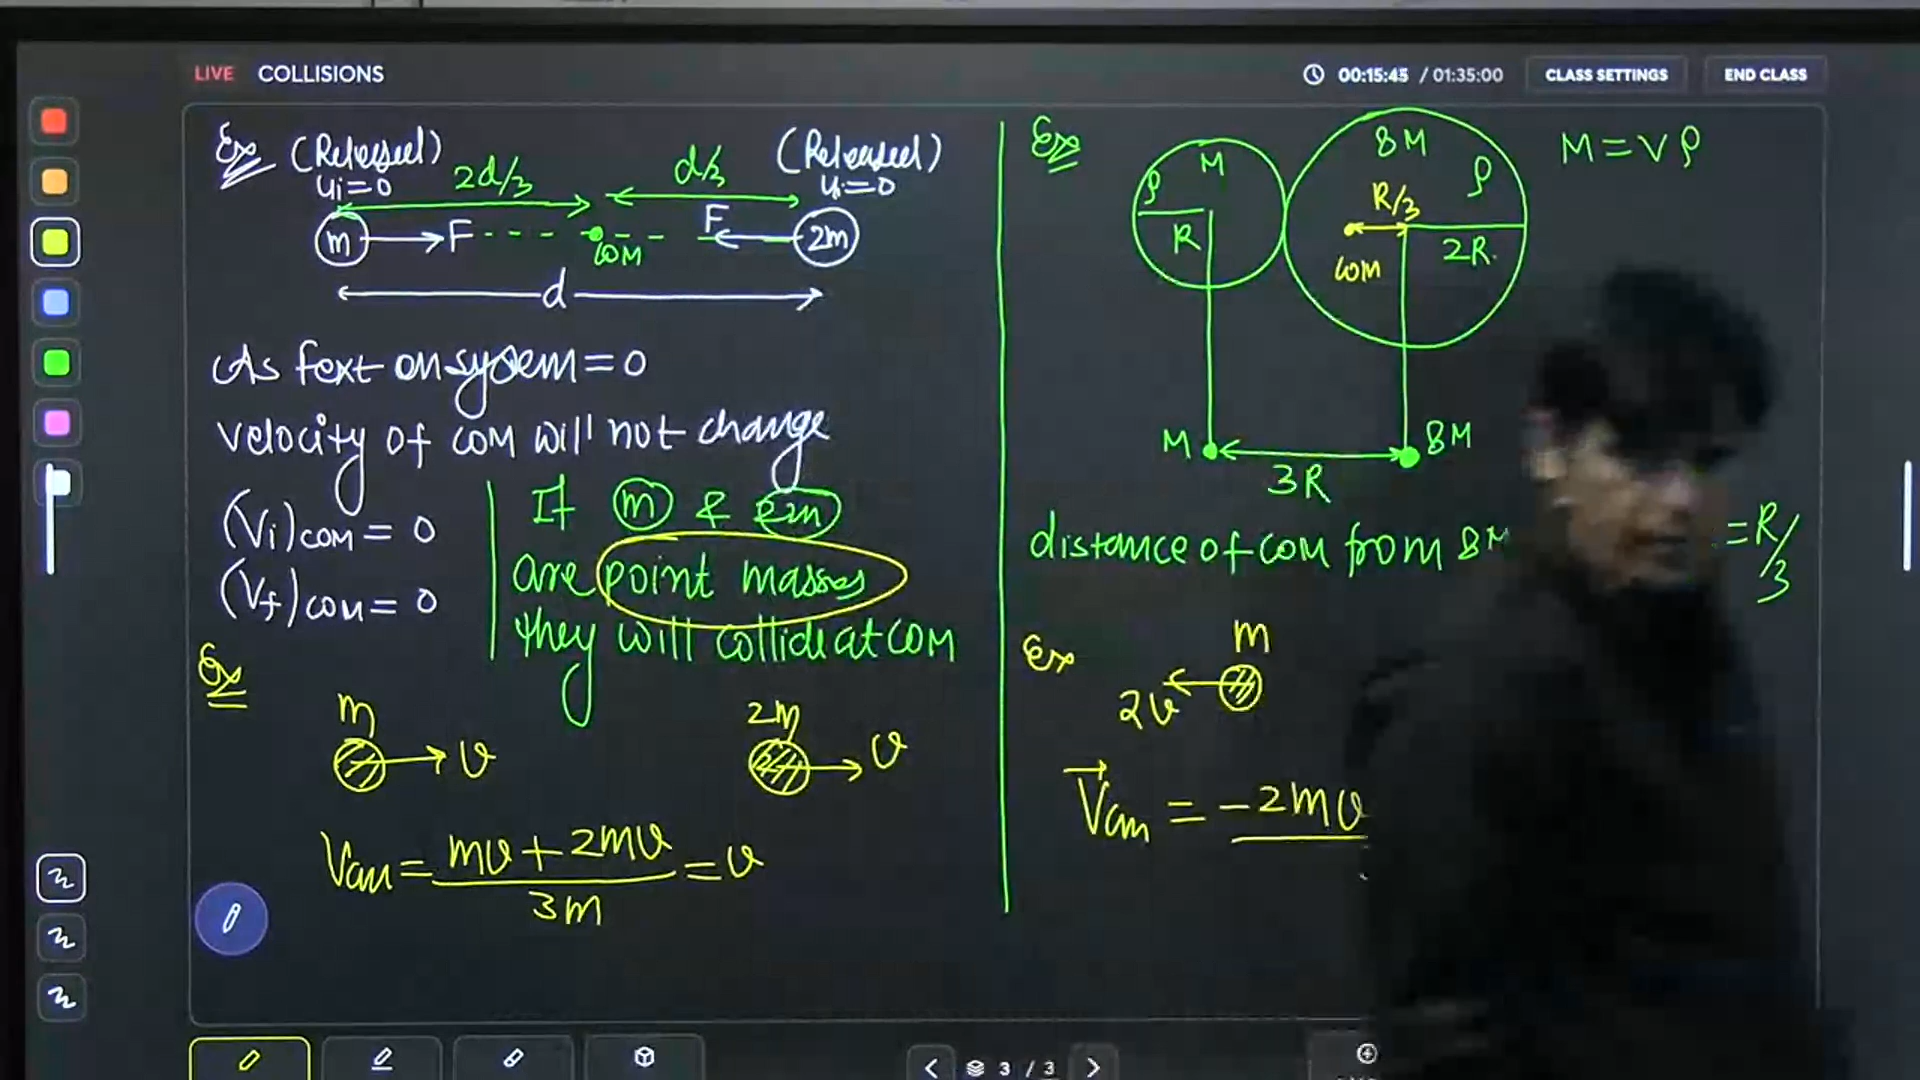 LIVE COLLISIONS
00:15:45 / 01:35:00 CLASS SETTINGS END CLASS
Ex (Released) (Released)
ui=0 2d/3 d/3 ui=0
m F COM F 2m
d
As fext on system = 0
velocity of COM will not change
(Vi)COM = 0
(Vf)COM = 0
If m & 2m
are point masses
they will collide at COM
Ex
m 2m
v v
Vcm = mv + 2mv / 3m = v
Ex
M 8M M = Vρ
ρ R/3 ρ
R COM 2R.
M 8M
3R
distance of COM from 8M = R/3
Ex m
2v
V⃗cm = -2mv
3 / 3